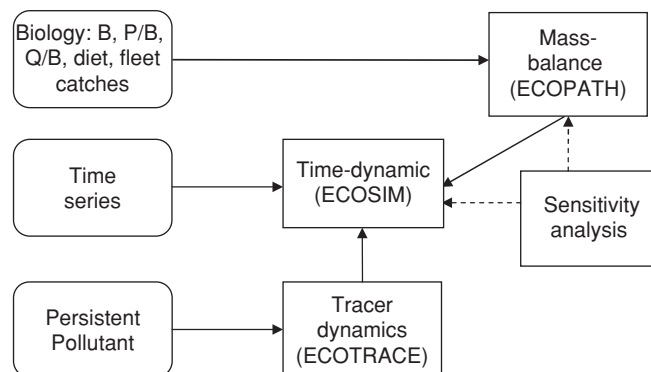 Biology: B, P/B,
Q/B, diet, fleet
catches
Mass-
balance
(ECOPATH)
Time
series
Time-dynamic
(ECOSIM)
Sensitivity
analysis
Persistent
Pollutant
Tracer
dynamics
(ECOTRACE)